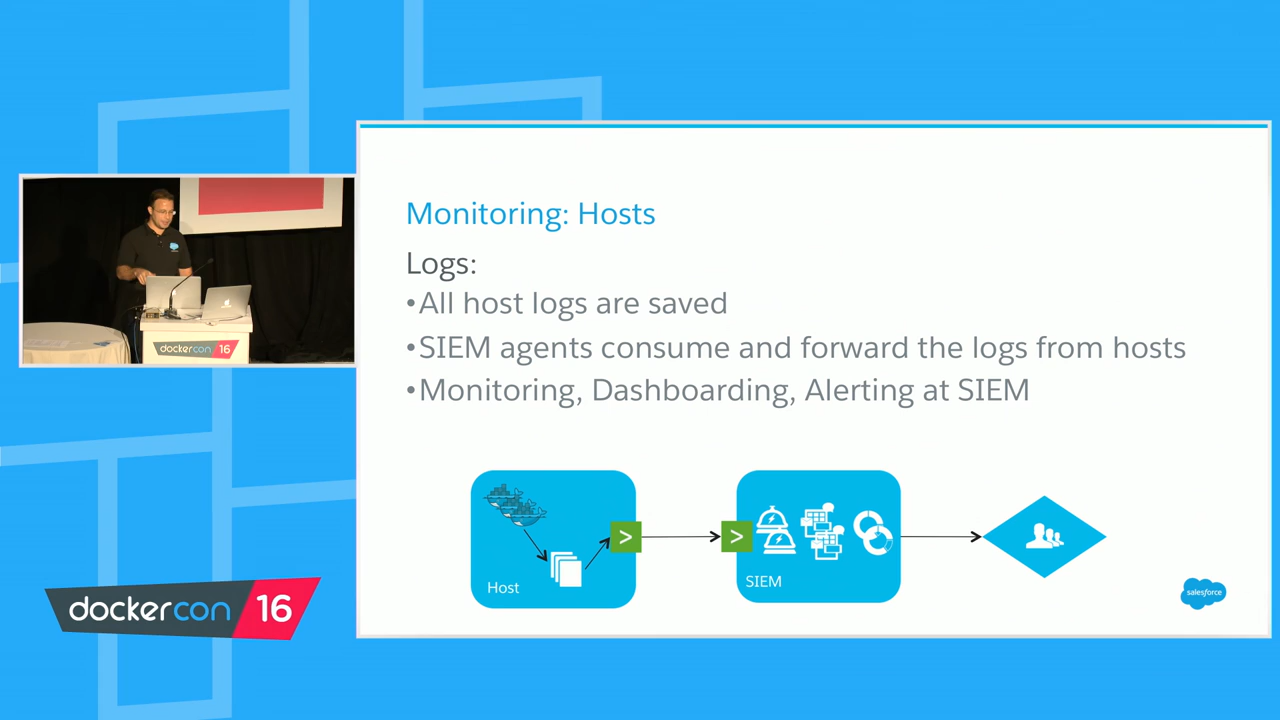 Monitoring: Hosts
Logs:
•All host logs are saved
•SIEM agents consume and forward the logs from hosts
•Monitoring, Dashboarding, Alerting at SIEM
>
>
Host
SIEM
salesforce
dockercon 16
dockercon 16